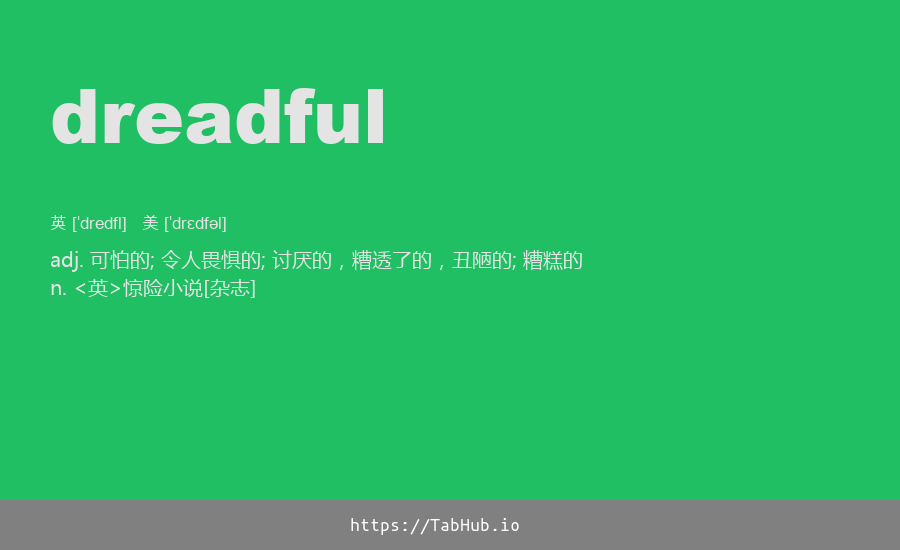 dreadful
英 [ˈdredfl] 美 [ˈdrɛdfəl]
adj. 可怕的; 令人畏惧的; 讨厌的，糟透了的，丑陋的; 糟糕的
n. <英>惊险小说[杂志]
https://TabHub.io